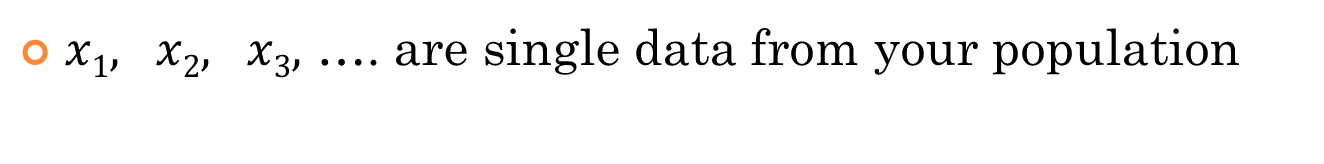 x₁, x₂, x₃, .... are single data from your population